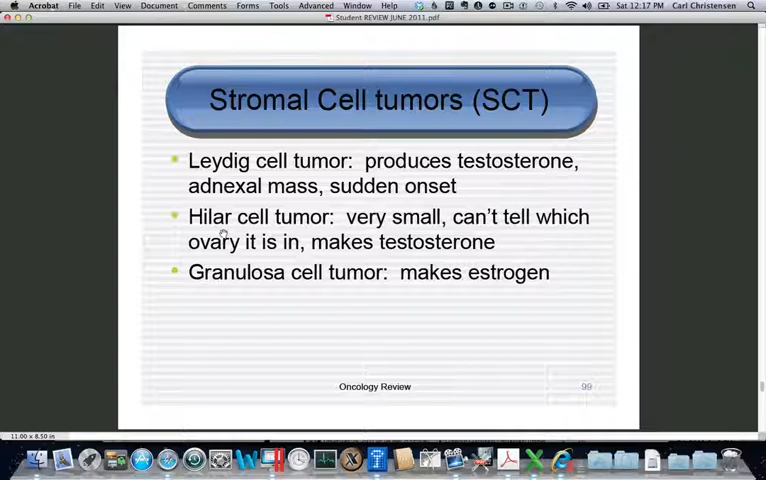 Acrobat File Edit View Document Comments Forms Tools Advanced Window Help Sat 12:17 PM Carl Christensen
Student REVIEW JUNE 2011.pdf
Stromal Cell tumors (SCT)
Leydig cell tumor: produces testosterone,
adnexal mass, sudden onset
Hilar cell tumor: very small, can't tell which
ovary it is in, makes testosterone
Granulosa cell tumor: makes estrogen
Oncology Review
99
11.00 x 8.50 in